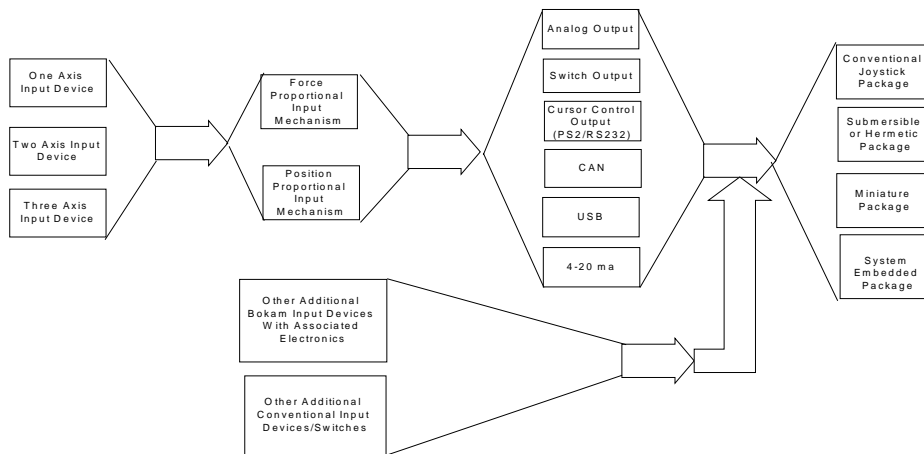 One Axis
Input Device
Two Axis Input
Device
Three Axis
Input Device
Force
Proportional
Input
Mechanism
Position
Proportional
Input
Mechanism
Analog Output
Switch Output
Cursor Control
Output
(PS2/RS232)
CAN
USB
4-20 ma
Conventional
Joystick
Package
Submersible
or Hermetic
Package
Miniature
Package
System
Embedded
Package
Other Additional
Bokam Input Devices
With Associated
Electronics
Other Additional
Conventional Input
Devices/Switches